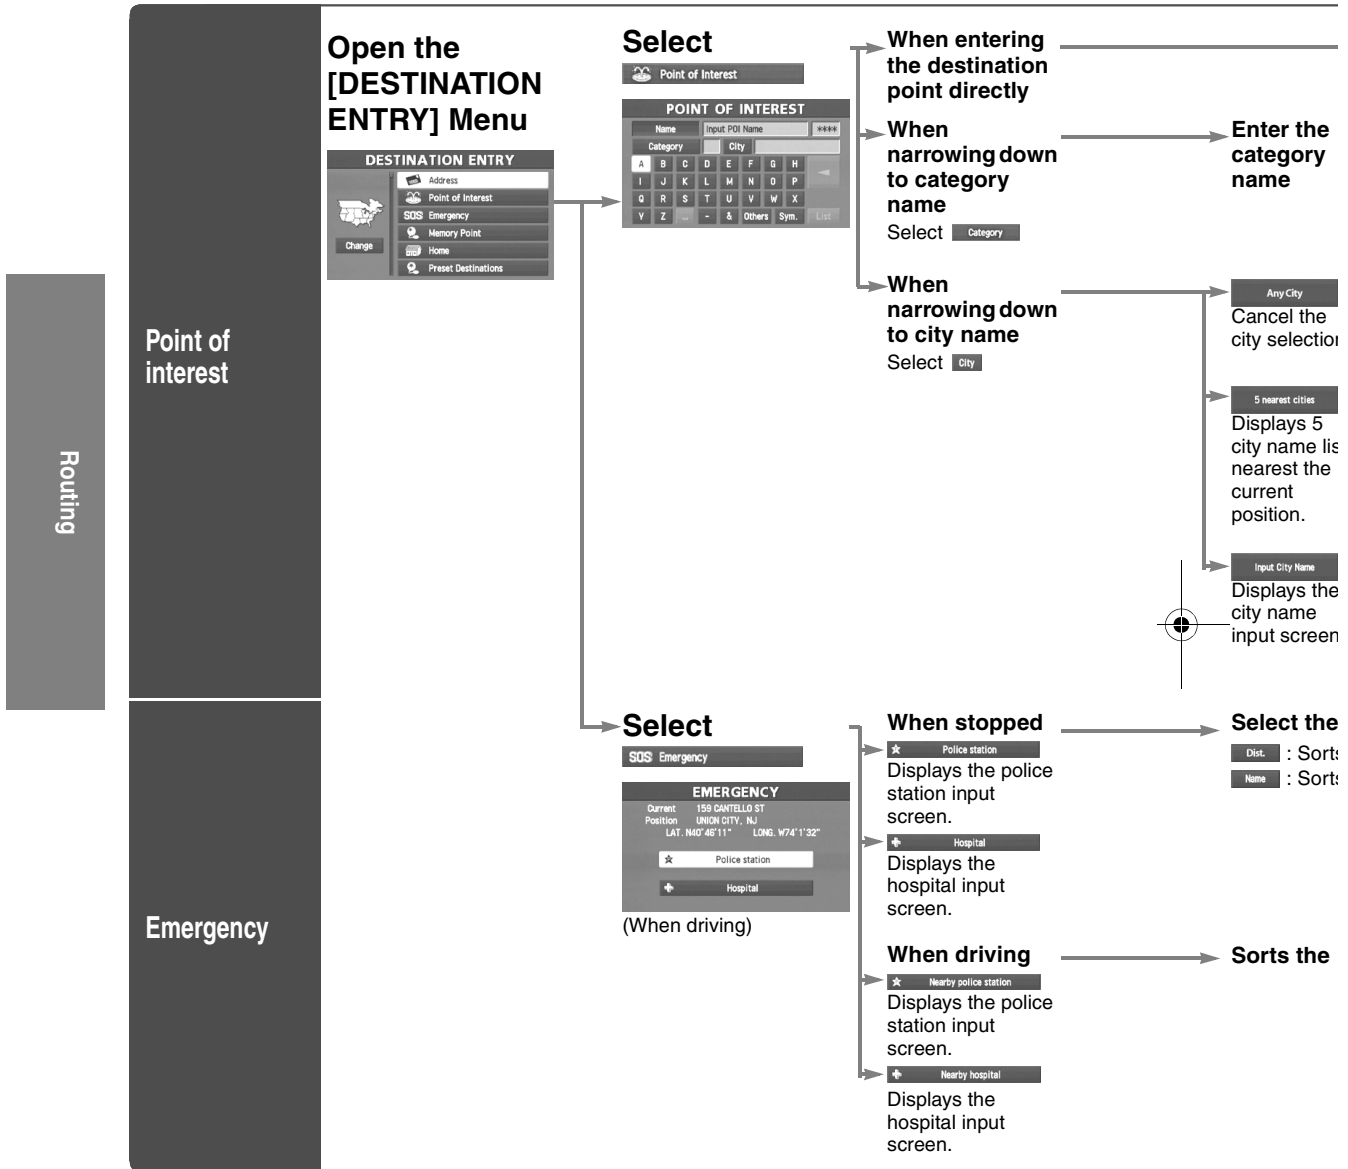 Routing
Point of
interest
Open the
[DESTINATION
ENTRY] Menu
DESTINATION ENTRY
Address
Point of Interest
SOS Emergency
Memory Point
Home
Preset Destinations
Change
Select
Point of Interest
POINT OF INTEREST
Name Input POI Name ****
Category City
A B C D E F G H
I J K L M N O P
Q R S T U V W X
Y Z - & Others Sym. List
When entering
the destination
point directly
When
narrowing down
to category
name
Select Category
Enter the
category
name
When
narrowing down
to city name
Select City
Any City
Cancel the
city selection
5 nearest cities
Displays 5
city name lis
nearest the
current
position.
Input City Name
Displays the
city name
input screen
Emergency
Select
SOS Emergency
EMERGENCY
Current 159 CANTELLO ST
Position UNION CITY, NJ
LAT. N40°46'11" LONG. W74°1'32"
Police station
Hospital
(When driving)
When stopped
Police station
Displays the police
station input
screen.
Hospital
Displays the
hospital input
screen.
Select the
Dist. : Sorts
Name : Sorts
When driving
Nearby police station
Displays the police
station input
screen.
Nearby hospital
Displays the
hospital input
screen.
Sorts the